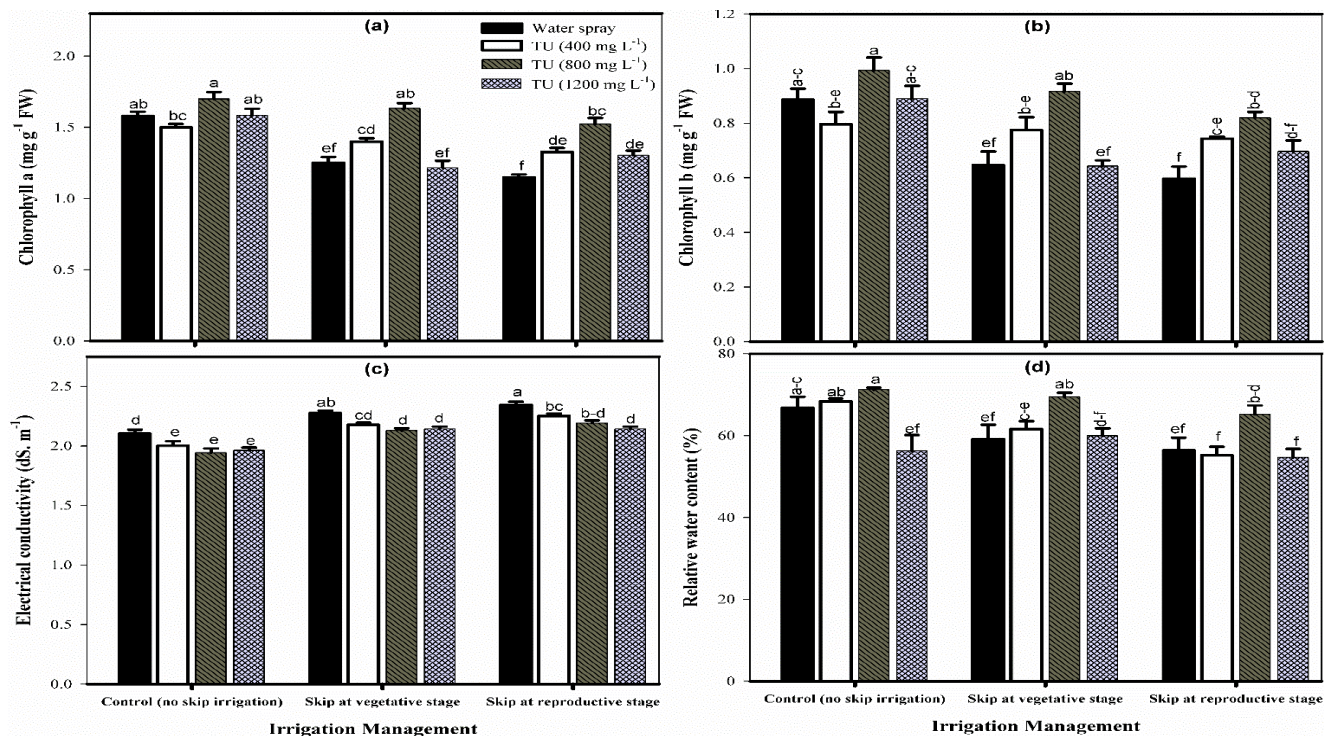 (a)
Water spray
TU (400 mg L⁻¹)
TU (800 mg L⁻¹)
TU (1200 mg L⁻¹)
Chlorophyll a (mg g⁻¹ FW)
2.0
1.5
1.0
0.5
0.0
ab bc a ab
ef cd ef
f de bc de
(b)
Chlorophyll b (mg g⁻¹ FW)
1.2
1.0
0.8
0.6
0.4
0.2
0.0
a-c b-e a a-c
ef b-e ab ef
f c-e b-d d-f
(c)
Electrical conductivity (dS. m⁻¹)
2.5
2.0
1.5
1.0
0.5
0.0
d e e e
ab cd d d
a bc b-d d
Control (no skip irrigation) Skip at vegetative stage Skip at reproductive stage
Irrigation Management
(d)
Relative water content (%)
80
60
40
20
0
a-c ab a ef
ef c-e ab d-f
ef f b-d f
Control (no skip irrigation) Skip at vegetative stage Skip at reproductive stage
Irrigation Management